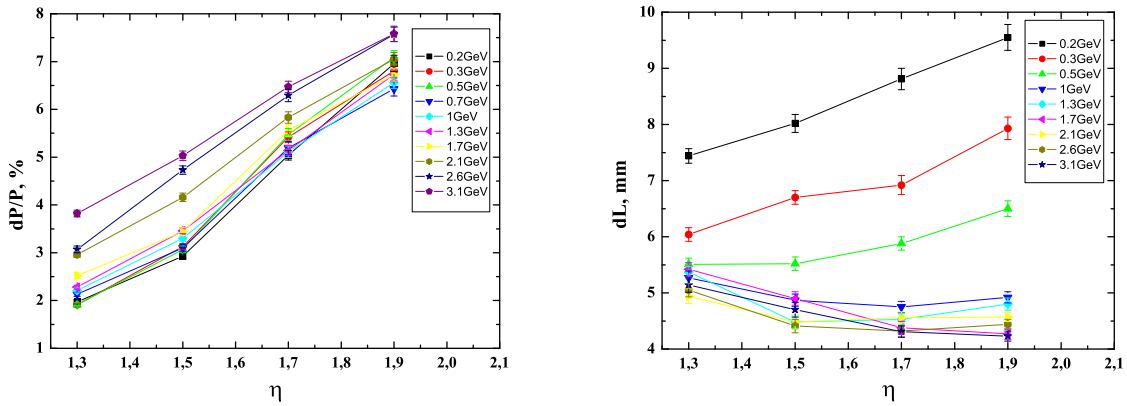 dP/P, %
8
7
6
5
4
3
2
1
1,3 1,4 1,5 1,6 1,7 1,8 1,9 2,0 2,1
η
0.2GeV
0.3GeV
0.5GeV
0.7GeV
1GeV
1.3GeV
1.7GeV
2.1GeV
2.6GeV
3.1GeV
dL, mm
10
9
8
7
6
5
4
1,3 1,4 1,5 1,6 1,7 1,8 1,9 2,0 2,1
η
0.2GeV
0.3GeV
0.5GeV
1GeV
1.3GeV
1.7GeV
2.1GeV
2.6GeV
3.1GeV